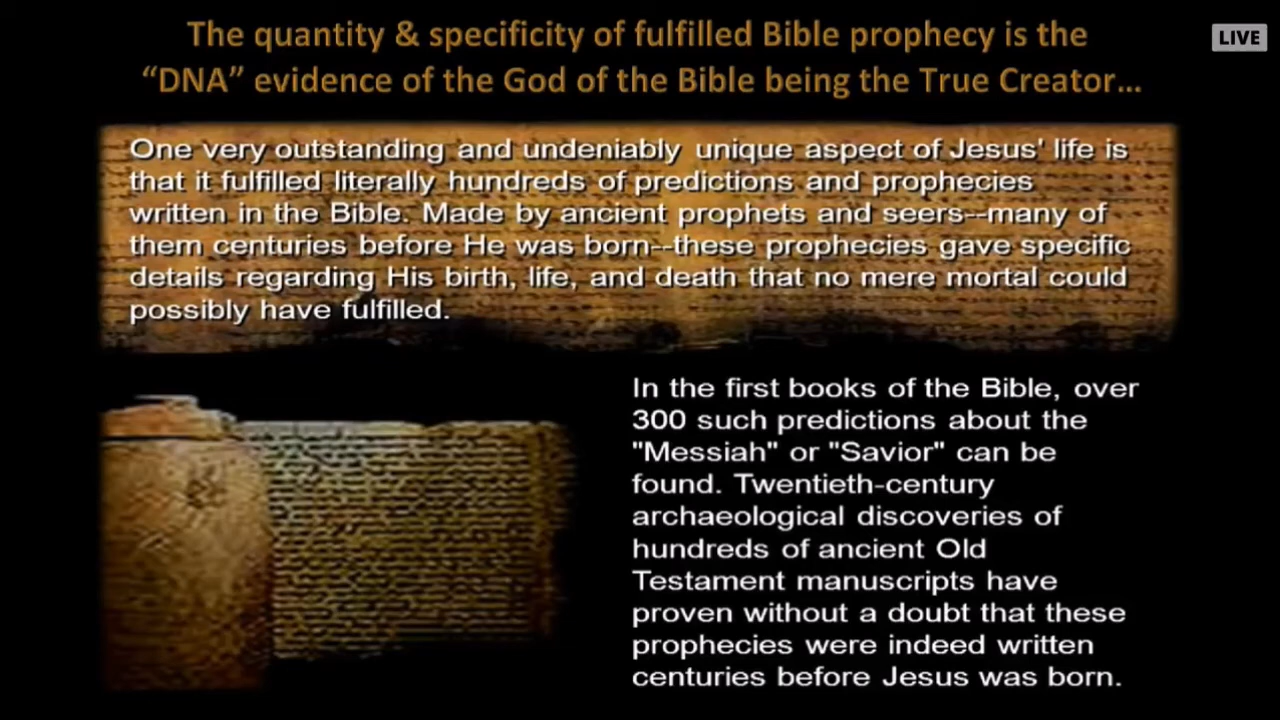 The quantity & specificity of fulfilled Bible prophecy is the
“DNA” evidence of the God of the Bible being the True Creator...
LIVE
One very outstanding and undeniably unique aspect of Jesus' life is
that it fulfilled literally hundreds of predictions and prophecies
written in the Bible. Made by ancient prophets and seers--many of
them centuries before He was born--these prophecies gave specific
details regarding His birth, life, and death that no mere mortal could
possibly have fulfilled.
In the first books of the Bible, over
300 such predictions about the
"Messiah" or "Savior" can be
found. Twentieth-century
archaeological discoveries of
hundreds of ancient Old
Testament manuscripts have
proven without a doubt that these
prophecies were indeed written
centuries before Jesus was born.